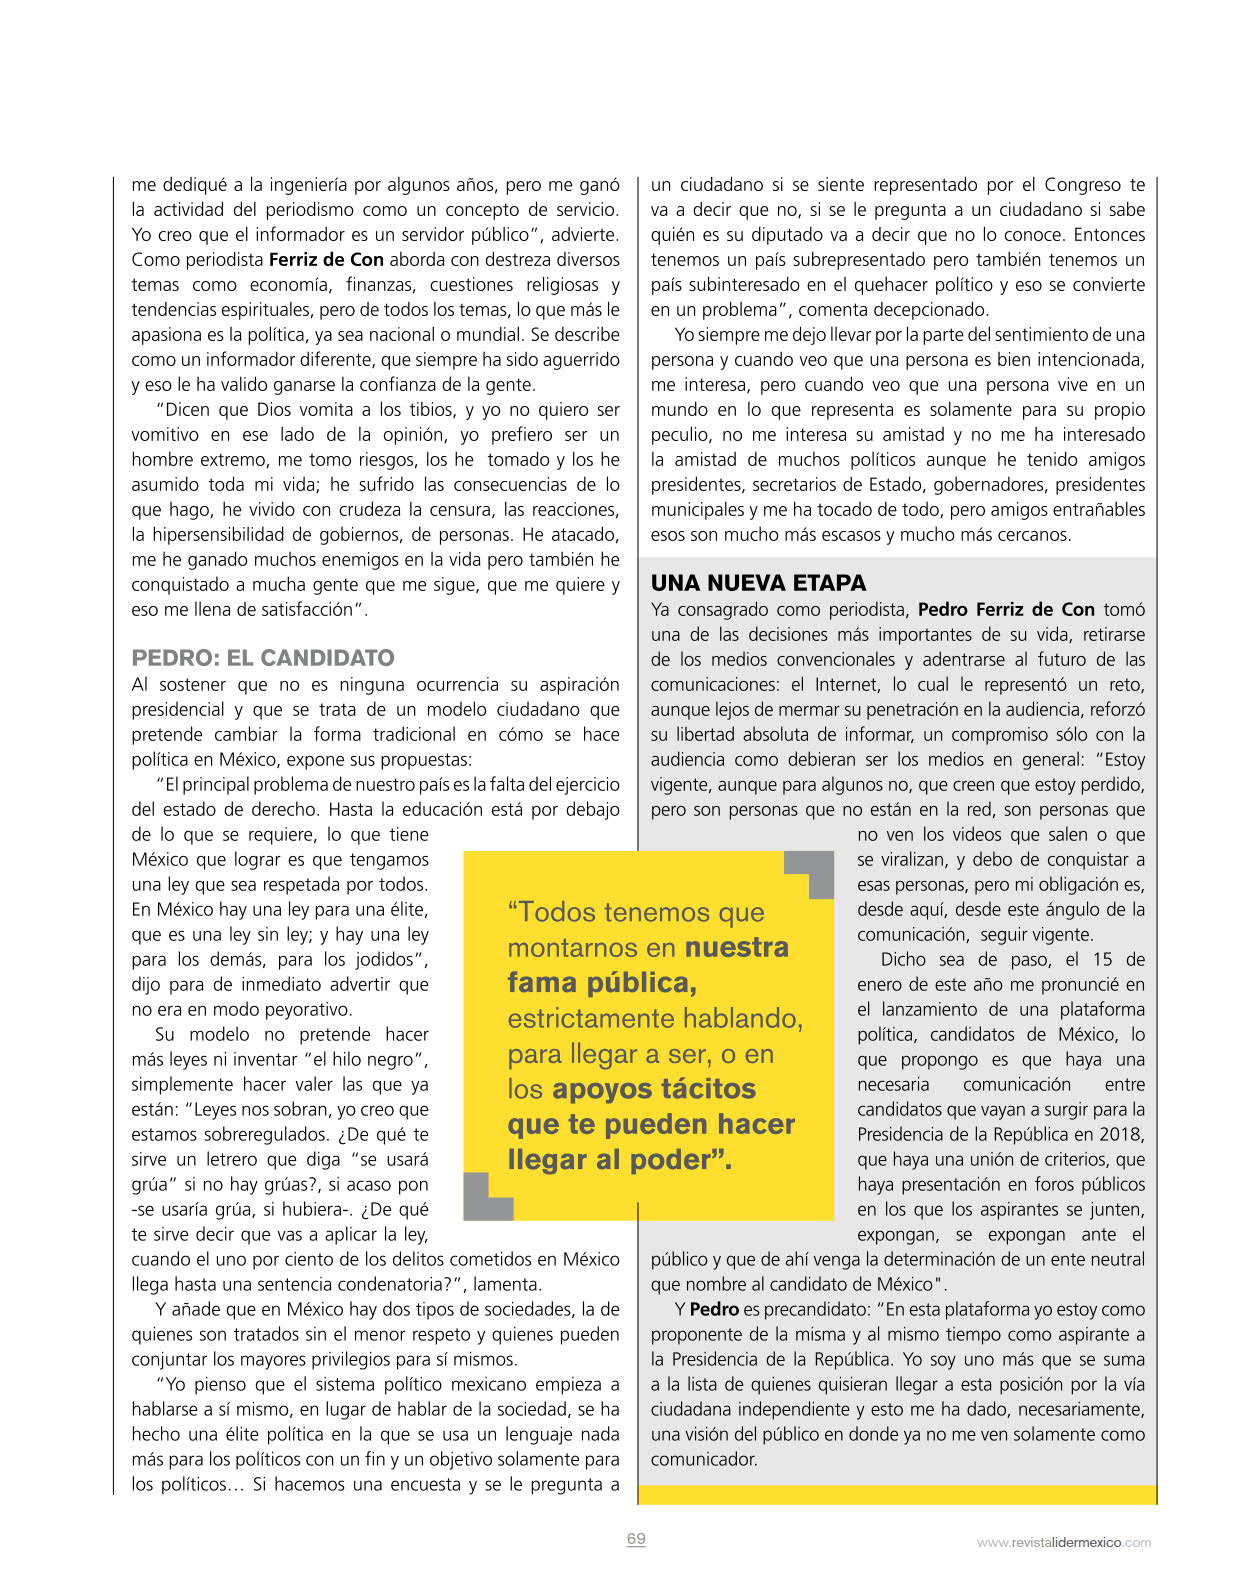 me dediqué a la ingeniería por algunos años, pero me ganó
la actividad del periodismo como un concepto de servicio.
Yo creo que el informador es un servidor público”, advierte.
Como periodista Ferriz de Con aborda con destreza diversos
temas como economía, finanzas, cuestiones religiosas y
tendencias espirituales, pero de todos los temas, lo que más le
apasiona es la política, ya sea nacional o mundial. Se describe
como un informador diferente, que siempre ha sido aguerrido
y eso le ha valido ganarse la confianza de la gente.
“Dicen que Dios vomita a los tibios, y yo no quiero ser
vomitivo en ese lado de la opinión, yo prefiero ser un
hombre extremo, me tomo riesgos, los he tomado y los he
asumido toda mi vida; he sufrido las consecuencias de lo
que hago, he vivido con crudeza la censura, las reacciones,
la hipersensibilidad de gobiernos, de personas. He atacado,
me he ganado muchos enemigos en la vida pero también he
conquistado a mucha gente que me sigue, que me quiere y
eso me llena de satisfacción”.
PEDRO: EL CANDIDATO
Al sostener que no es ninguna ocurrencia su aspiración
presidencial y que se trata de un modelo ciudadano que
pretende cambiar la forma tradicional en cómo se hace
política en México, expone sus propuestas:
“El principal problema de nuestro país es la falta del ejercicio
del estado de derecho. Hasta la educación está por debajo
de lo que se requiere, lo que tiene
México que lograr es que tengamos
una ley que sea respetada por todos.
En México hay una ley para una élite,
que es una ley sin ley; y hay una ley
para los demás, para los jodidos”,
dijo para de inmediato advertir que
no era en modo peyorativo.
Su modelo no pretende hacer
más leyes ni inventar “el hilo negro”,
simplemente hacer valer las que ya
están: “Leyes nos sobran, yo creo que
estamos sobreregulados. ¿De qué te
sirve un letrero que diga “se usará
grúa” si no hay grúas?, si acaso pon
-se usaría grúa, si hubiera-. ¿De qué
te sirve decir que vas a aplicar la ley,
cuando el uno por ciento de los delitos cometidos en México
llega hasta una sentencia condenatoria?”, lamenta.
Y añade que en México hay dos tipos de sociedades, la de
quienes son tratados sin el menor respeto y quienes pueden
conjuntar los mayores privilegios para sí mismos.
“Yo pienso que el sistema político mexicano empieza a
hablarse a sí mismo, en lugar de hablar de la sociedad, se ha
hecho una élite política en la que se usa un lenguaje nada
más para los políticos con un fin y un objetivo solamente para
los políticos… Si hacemos una encuesta y se le pregunta a
un ciudadano si se siente representado por el Congreso te
va a decir que no, si se le pregunta a un ciudadano si sabe
quién es su diputado va a decir que no lo conoce. Entonces
tenemos un país subrepresentado pero también tenemos un
país subinteresado en el quehacer político y eso se convierte
en un problema”, comenta decepcionado.
Yo siempre me dejo llevar por la parte del sentimiento de una
persona y cuando veo que una persona es bien intencionada,
me interesa, pero cuando veo que una persona vive en un
mundo en lo que representa es solamente para su propio
peculio, no me interesa su amistad y no me ha interesado
la amistad de muchos políticos aunque he tenido amigos
presidentes, secretarios de Estado, gobernadores, presidentes
municipales y me ha tocado de todo, pero amigos entrañables
esos son mucho más escasos y mucho más cercanos.
UNA NUEVA ETAPA
Ya consagrado como periodista, Pedro Ferriz de Con tomó
una de las decisiones más importantes de su vida, retirarse
de los medios convencionales y adentrarse al futuro de las
comunicaciones: el Internet, lo cual le representó un reto,
aunque lejos de mermar su penetración en la audiencia, reforzó
su libertad absoluta de informar, un compromiso sólo con la
audiencia como debieran ser los medios en general: “Estoy
vigente, aunque para algunos no, que creen que estoy perdido,
pero son personas que no están en la red, son personas que
no ven los videos que salen o que
se viralizan, y debo de conquistar a
esas personas, pero mi obligación es,
desde aquí, desde este ángulo de la
comunicación, seguir vigente.
Dicho sea de paso, el 15 de
enero de este año me pronuncié en
el lanzamiento de una plataforma
política, candidatos de México, lo
que propongo es que haya una
necesaria comunicación entre
candidatos que vayan a surgir para la
Presidencia de la República en 2018,
que haya una unión de criterios, que
haya presentación en foros públicos
en los que los aspirantes se junten,
expongan, se expongan ante el
público y que de ahí venga la determinación de un ente neutral
que nombre al candidato de México".
Y Pedro es precandidato: “En esta plataforma yo estoy como
proponente de la misma y al mismo tiempo como aspirante a
la Presidencia de la República. Yo soy uno más que se suma
a la lista de quienes quisieran llegar a esta posición por la vía
ciudadana independiente y esto me ha dado, necesariamente,
una visión del público en donde ya no me ven solamente como
comunicador.
“Todos tenemos que
montarnos en nuestra
fama pública,
estrictamente hablando,
para llegar a ser, o en
los apoyos tácitos
que te pueden hacer
llegar al poder”.
69
www.revistalidermexico.com